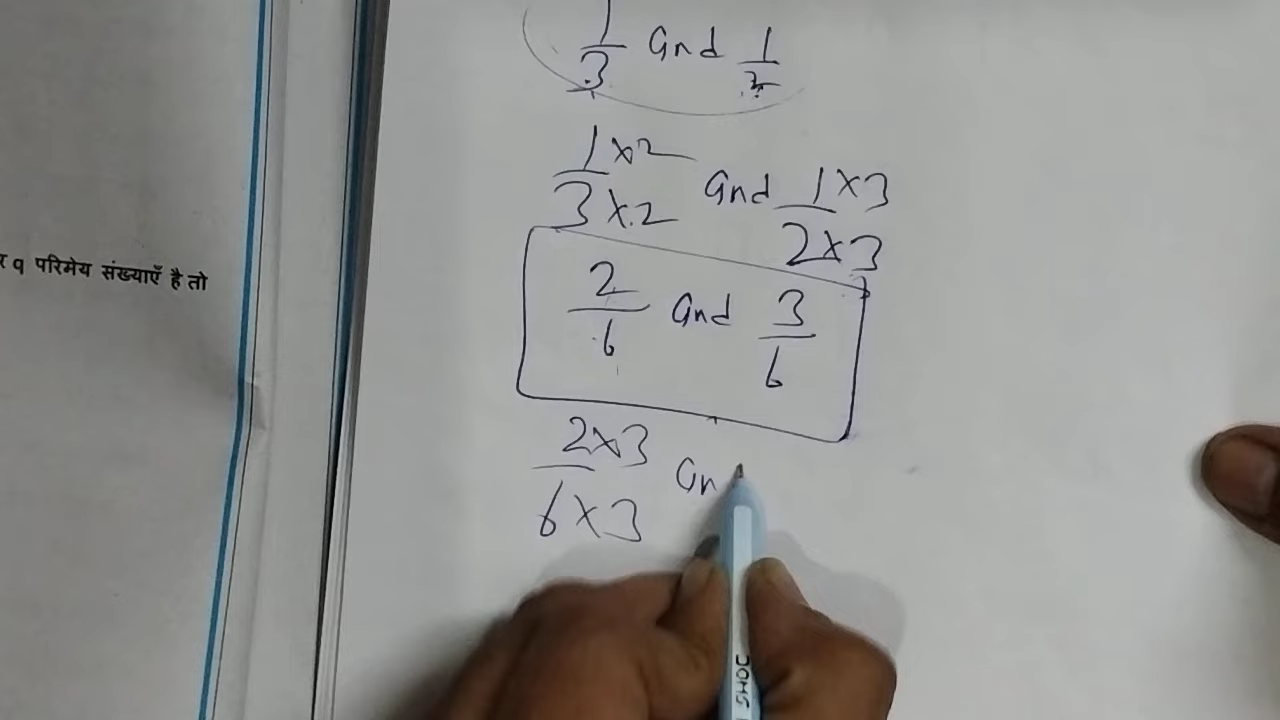 1/3 and 1/2
1×2/3×2 and 1×3/2×3
र q परिमेय संख्याएँ है तो
2/6 and 3/6
2×3/6×3 an